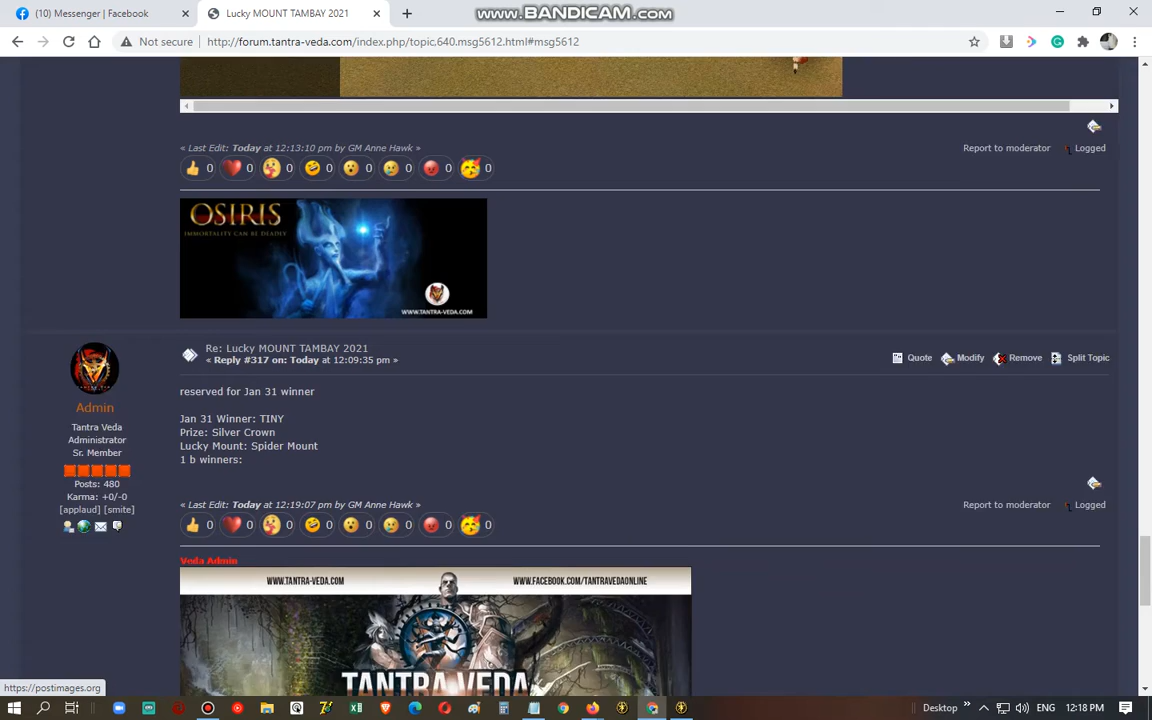 (10) Messenger | Facebook
Lucky MOUNT TAMBAY 2021
WWW.BANDICAM.COM
Not secure
http://forum.tantra-veda.com/index.php/topic,640.msg5612.html#msg5612
« Last Edit: Today at 12:13:10 pm by GM Anne Hawk »
Report to moderator
Logged
0 0 0 0 0 0 0 0
OSIRIS
IMMORTALITY CAN BE DEADLY
WWW.TANTRA-VEDA.COM
Re: Lucky MOUNT TAMBAY 2021
« Reply #317 on: Today at 12:09:35 pm »
Quote Modify Remove Split Topic
Admin
Tantra Veda
Administrator
Sr. Member
Posts: 480
Karma: +0/-0
[applaud] [smite]
reserved for Jan 31 winner
Jan 31 Winner: TINY
Prize: Silver Crown
Lucky Mount: Spider Mount
1 b winners:
« Last Edit: Today at 12:19:07 pm by GM Anne Hawk »
Report to moderator
Logged
0 0 0 0 0 0 0 0
Veda Admin
WWW.TANTRA-VEDA.COM
WWW.FACEBOOK.COM/TANTRAVEDAONLINE
TANTRA VEDA
https://postimages.org
Desktop
ENG
12:18 PM